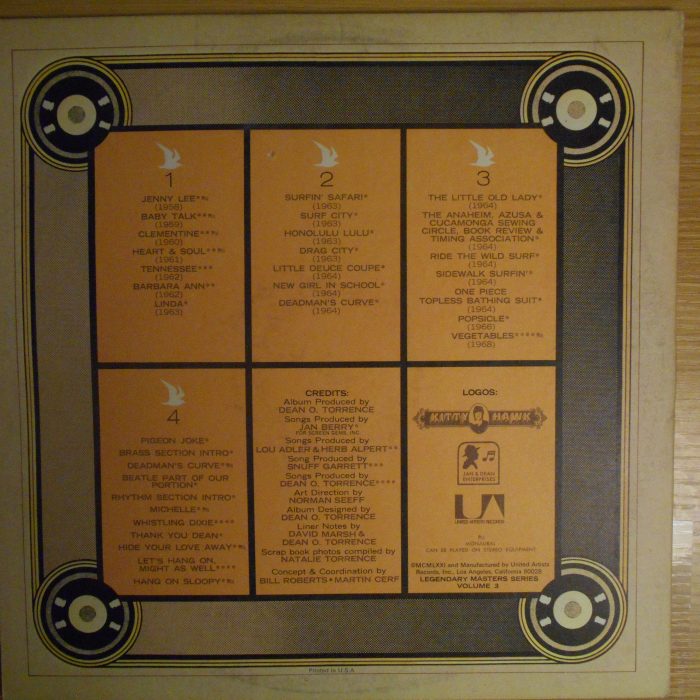 1
JENNY LEE**
(1958)
BABY TALK**
(1959)
CLEMENTINE**
(1960)
HEART & SOUL**
(1961)
TENNESSEE***
(1962)
BARBARA ANN**
(1962)
LINDA*
(1963)
2
SURFIN' SAFARI*
(1963)
SURF CITY*
(1963)
HONOLULU LULU*
(1963)
DRAG CITY*
(1963)
LITTLE DEUCE COUPE*
(1964)
NEW GIRL IN SCHOOL*
(1964)
DEADMAN'S CURVE*
(1964)
3
THE LITTLE OLD LADY*
(1964)
THE ANAHEIM, AZUSA &
CUCAMONGA SEWING
CIRCLE, BOOK REVIEW &
TIMING ASSOCIATION*
(1964)
RIDE THE WILD SURF*
(1964)
SIDEWALK SURFIN'*
(1964)
ONE PIECE
TOPLESS BATHING SUIT*
(1964)
POPSICLE*
(1966)
VEGETABLES****
(1968)
4
PIGEON JOKE*
BRASS SECTION INTRO*
DEADMAN'S CURVE*
BEATLE PART OF OUR
PORTION*
RHYTHM SECTION INTRO*
MICHELLE*
WHISTLING DIXIE****
THANK YOU DEAN*
HIDE YOUR LOVE AWAY*
LET'S HANG ON,
MIGHT AS WELL****
HANG ON SLOOPY*
CREDITS:
Album Produced by
DEAN O. TORRENCE
Songs Produced by
JAN BERRY*
FOR SCREEN GEMS, INC.
Songs Produced by
LOU ADLER & HERB ALPERT**
Song Produced by
SNUFF GARRETT***
Songs Produced by
DEAN O. TORRENCE****
Art Direction by
NORMAN SEEFF
Album Designed by
DEAN O. TORRENCE
Liner Notes by
DAVID MARSH &
DEAN O. TORRENCE
Scrap book photos compiled by
NATALIE TORRENCE
Concept & Coordination by
BILL ROBERTS * MARTIN CERF
LOGOS:
KITTY HAWK
JAN & DEAN
ENTERPRISES
UA
UNITED ARTISTS RECORDS
MONAURAL
CAN BE PLAYED ON STEREO EQUIPMENT
©MCMLXXI and Manufactured by United Artists
Records, Inc., Los Angeles, California 90028
LEGENDARY MASTERS SERIES
VOLUME 3
Printed in U.S.A.